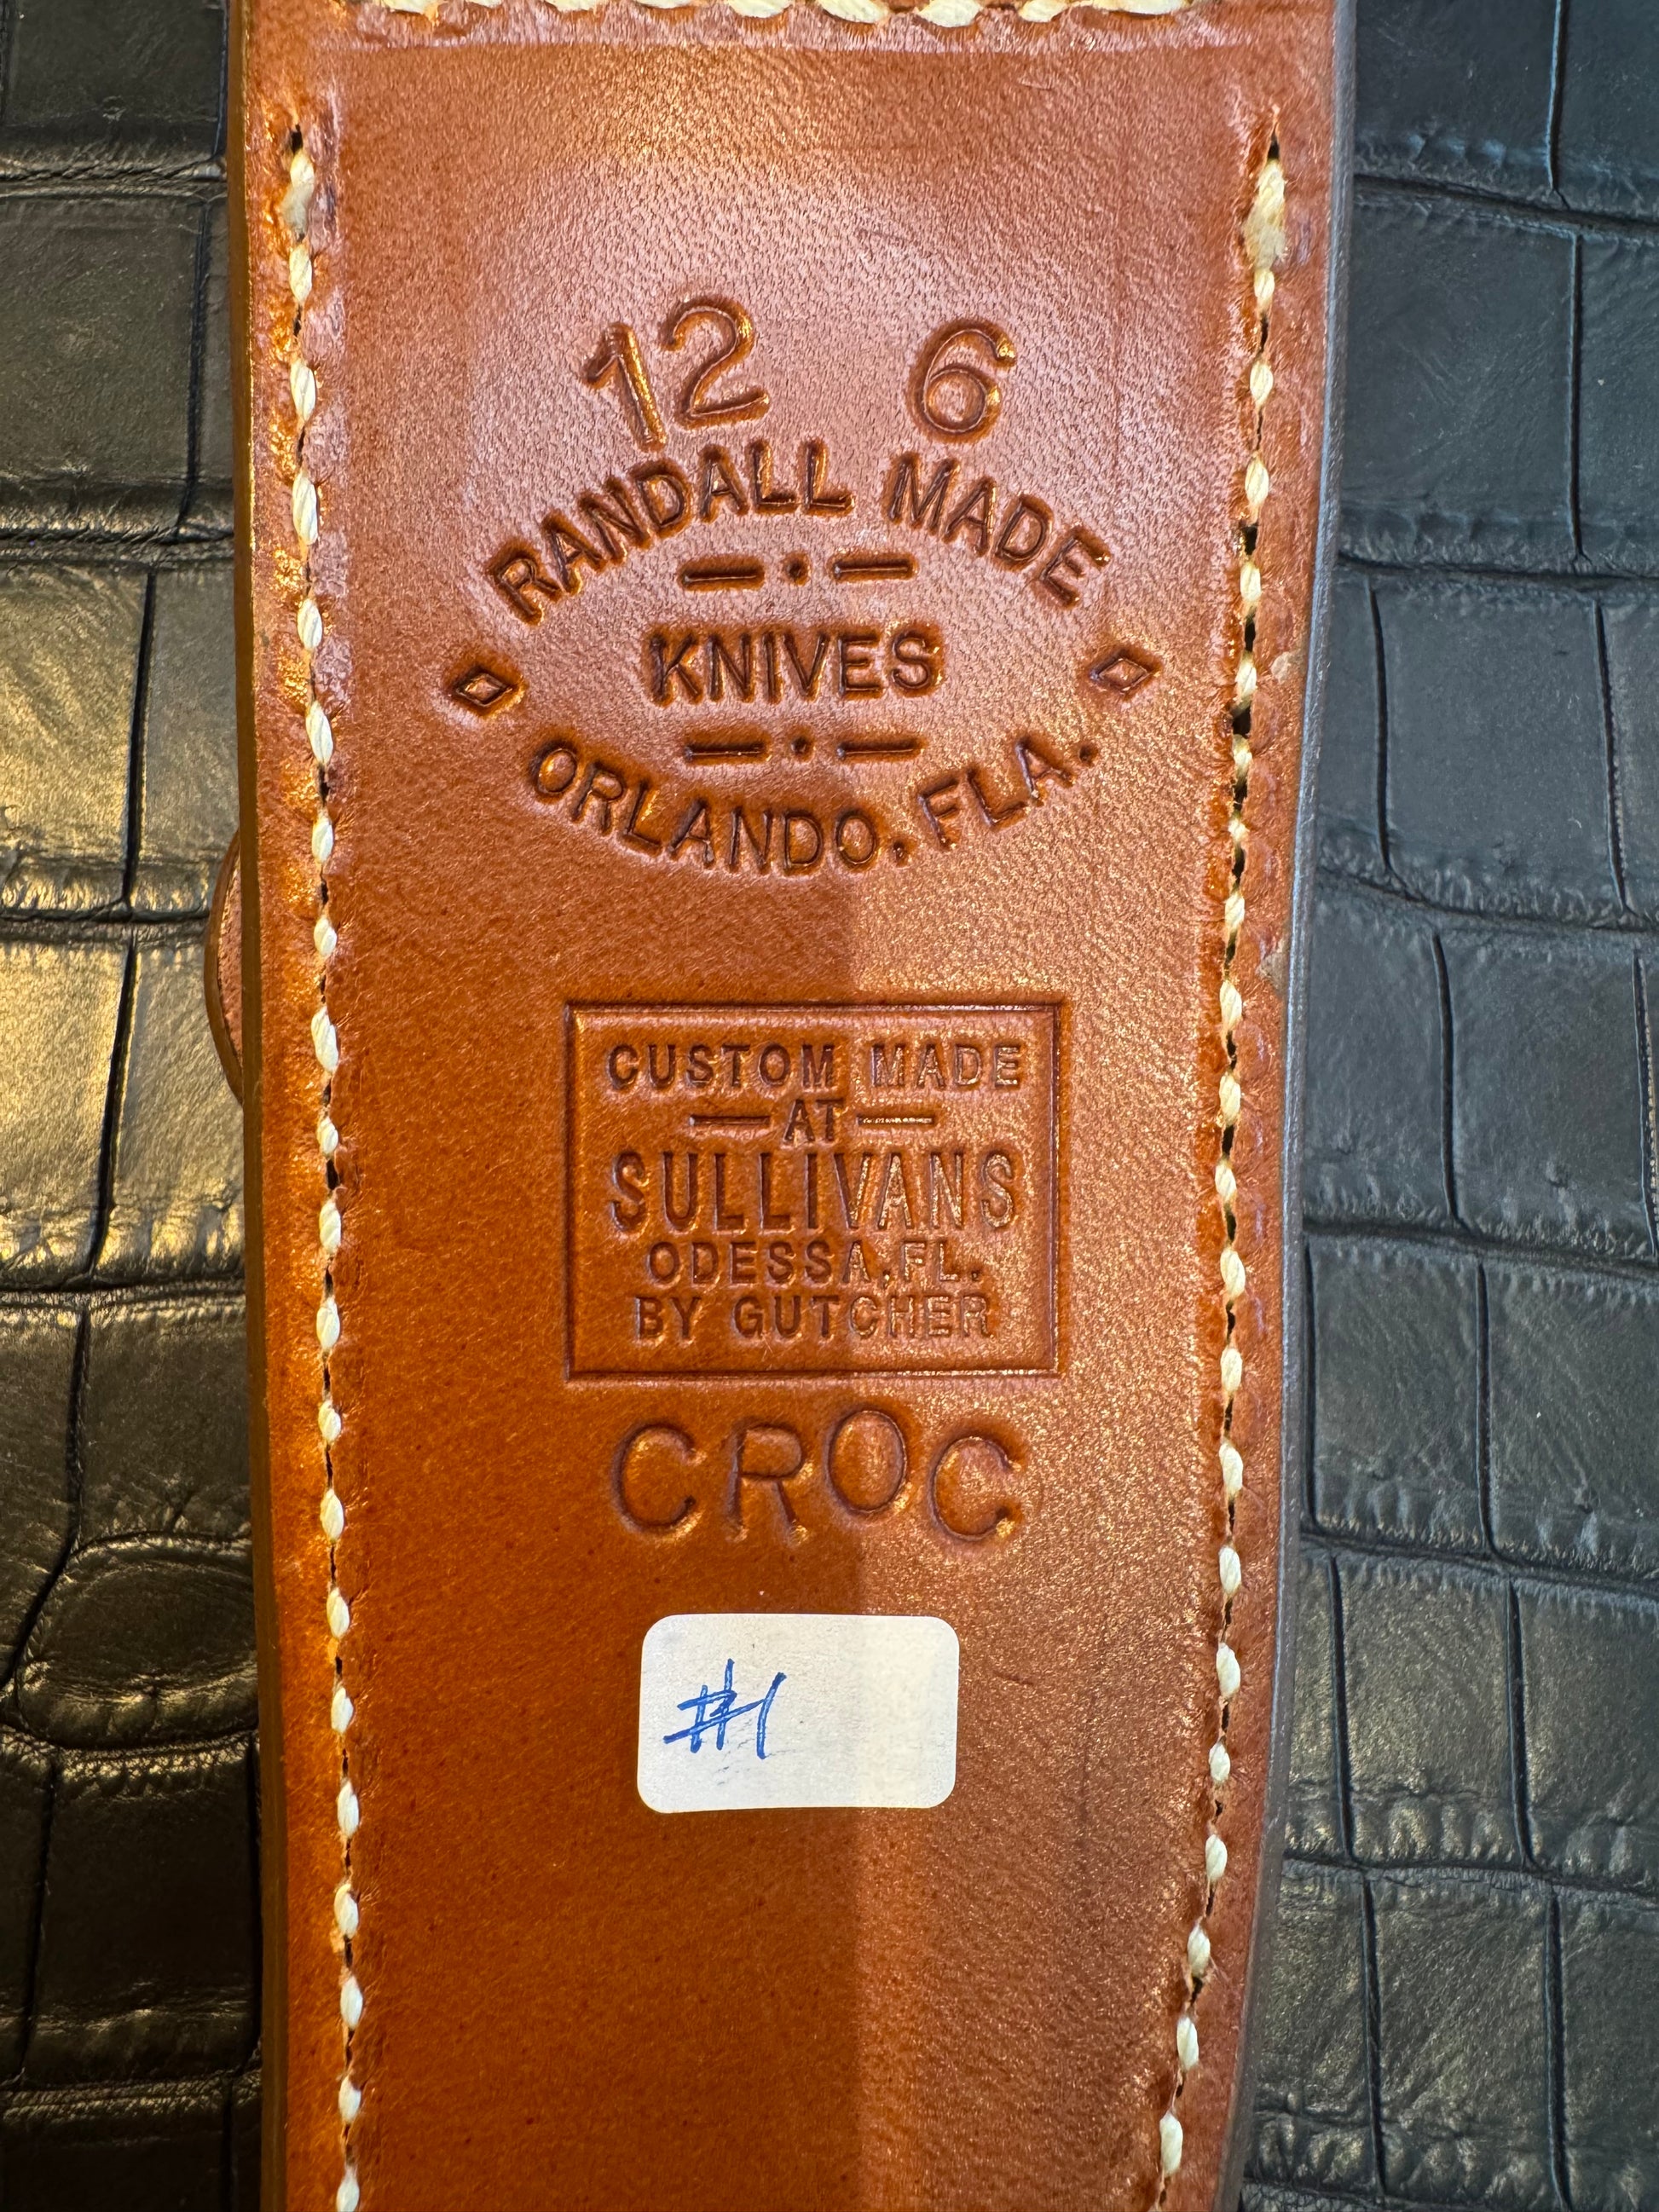 12 6
RANDALL MADE
KNIVES
ORLANDO, FLA.
CUSTOM MADE
— AT —
SULLIVANS
ODESSA, FL.
BY GUTCHER
CROC
#1